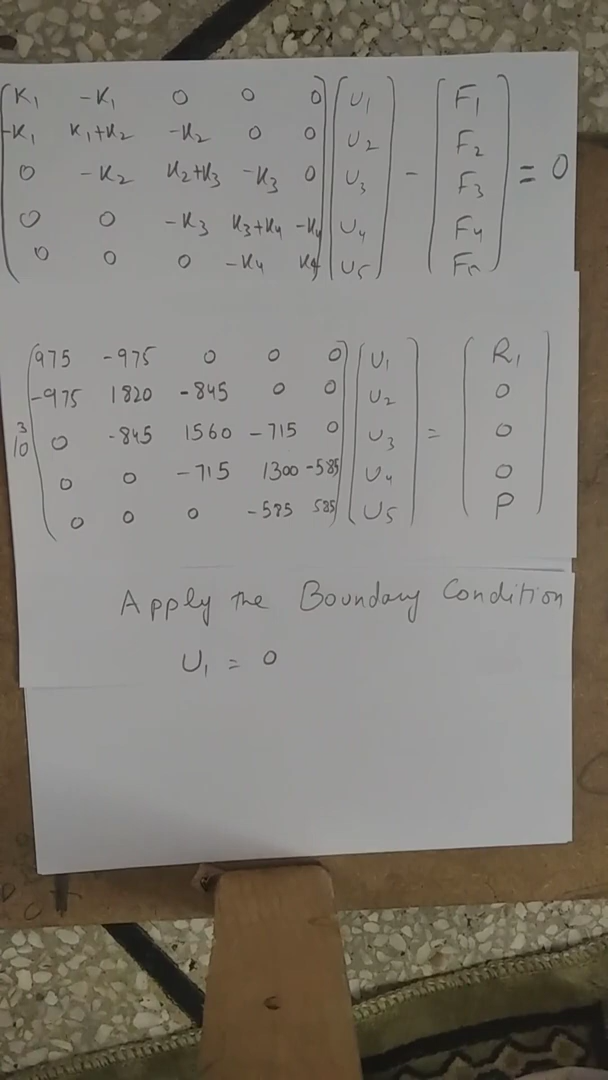 K₁ -K₁ 0 0 0 U₁ F₁
-K₁ K₁+K₂ -K₂ 0 0 U₂ F₂
0 -K₂ K₂+K₃ -K₃ 0 U₃ - F₃ = 0
0 0 -K₃ K₃+K₄ -K₄ U₄ F₄
0 0 0 -K₄ K₄ U₅
975 -975 0 0 0 U₁ R₁
-975 1820 -845 0 0 U₂ 0
3 10 0 -845 1560 -715 0 U₃ = 0
0 0 -715 1300 -585 U₄ 0
0 0 0 -585 585 U₅ P
Apply the Boundary Condition
U₁ = 0